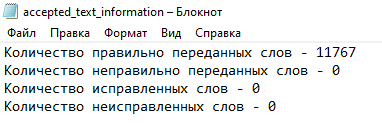 accepted_text_information – Блокнот
Файл Правка Формат Вид Справка
Количество правильно переданных слов - 11767
Количество неправильно переданных слов - 0
Количество исправленных слов - 0
Количество неисправленных слов - 0